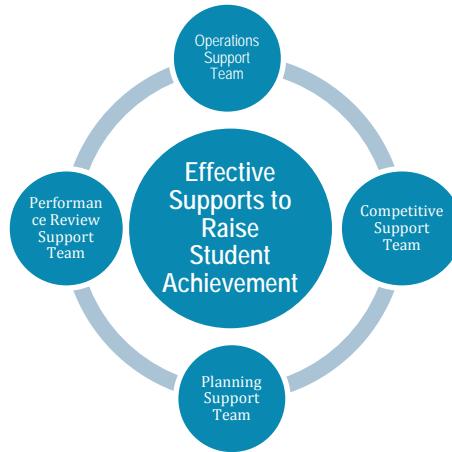 Operations
Support
Team
Effective
Supports to
Raise
Student
Achievement
Performan
ce Review
Support
Team
Competitive
Support
Team
Planning
Support
Team